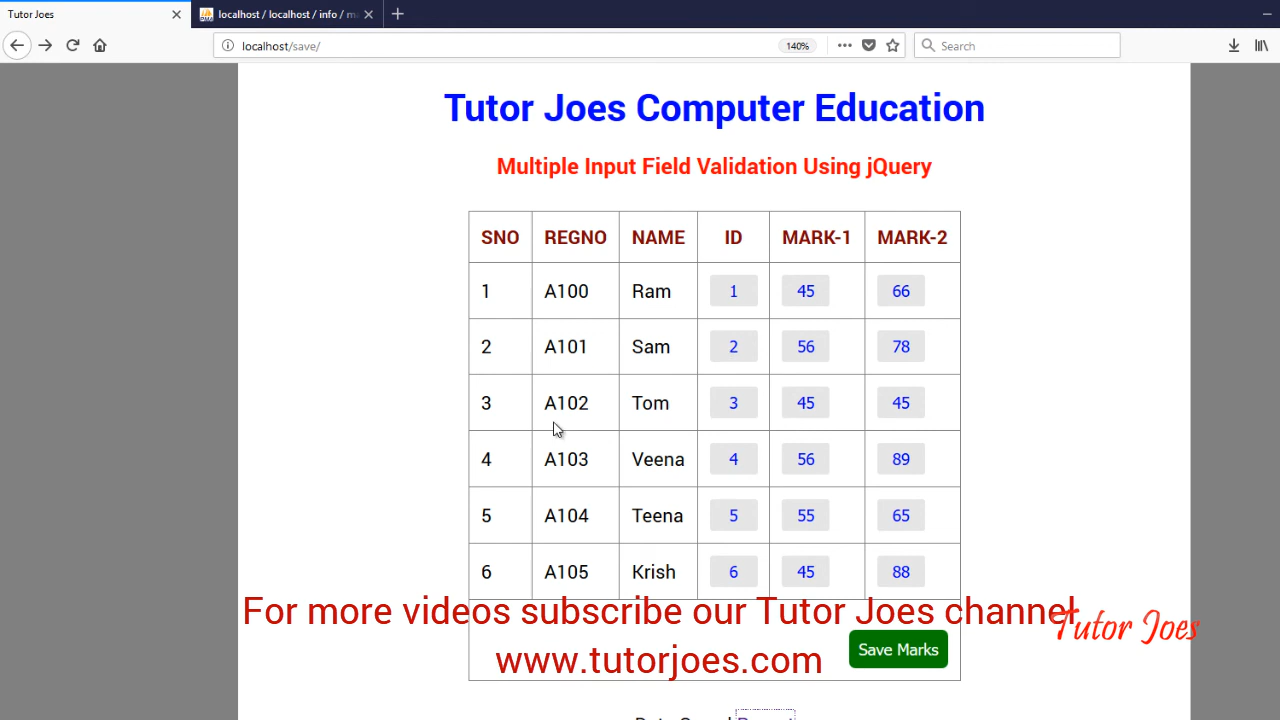 Tutor Joes
localhost / localhost / info /
localhost/save/
140%
Search
Tutor Joes Computer Education
Multiple Input Field Validation Using jQuery
SNO REGNO NAME ID MARK-1 MARK-2
1 A100 Ram 1 45 66
2 A101 Sam 2 56 78
3 A102 Tom 3 45 45
4 A103 Veena 4 56 89
5 A104 Teena 5 55 65
6 A105 Krish 6 45 88
For more videos subscribe our Tutor Joes channel
Tutor Joes
Save Marks
www.tutorjoes.com